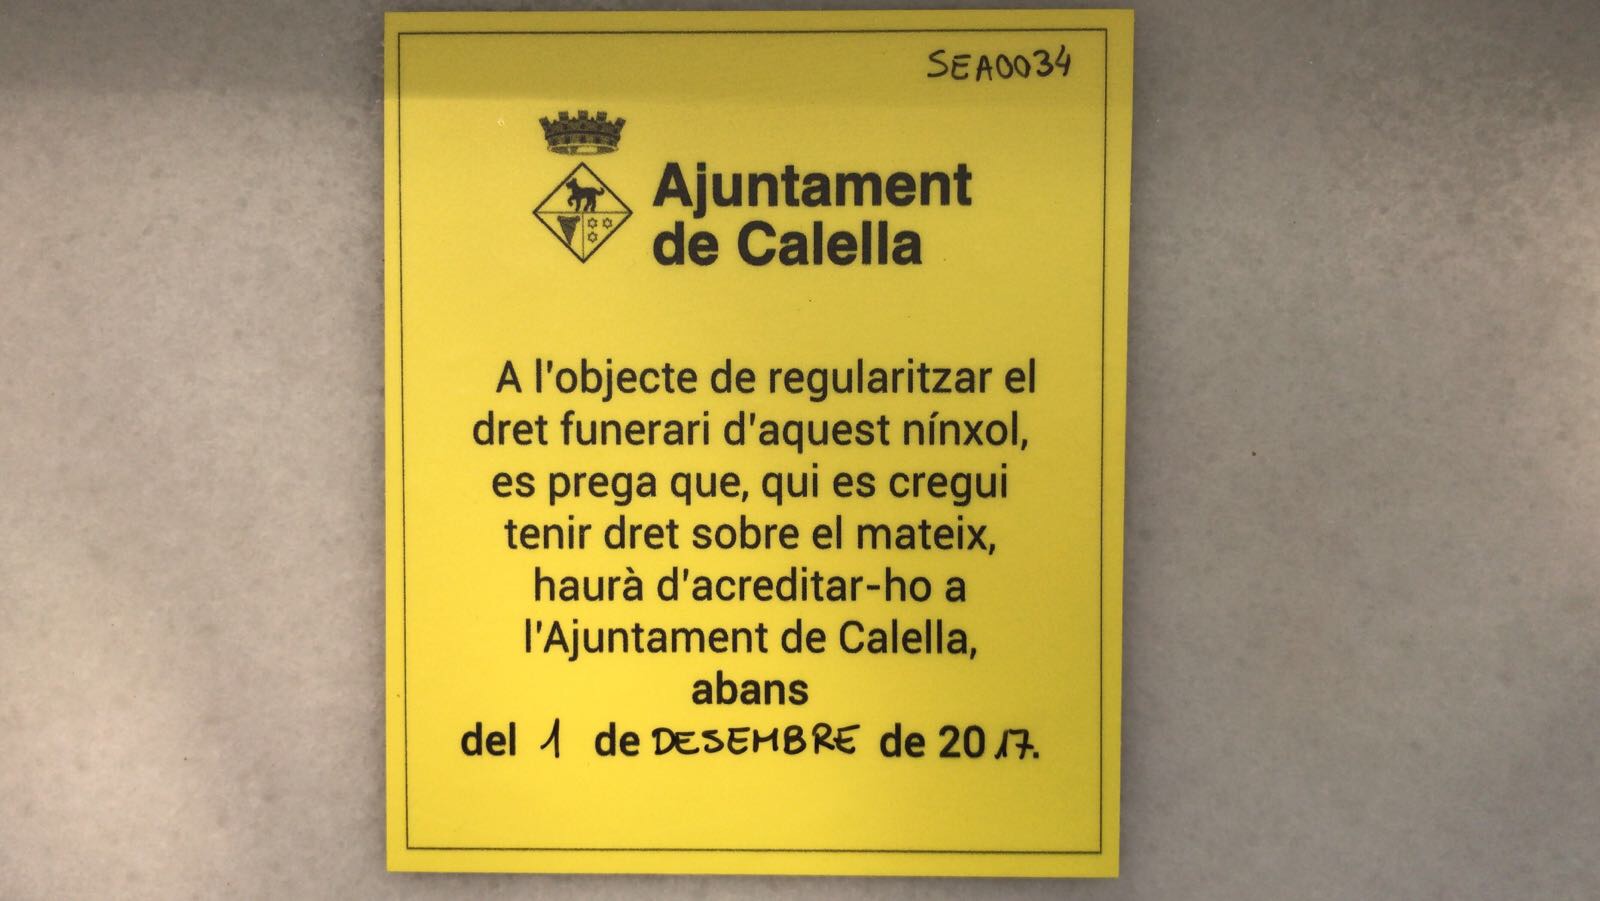 SEA0034
Ajuntament
de Calella
A l'objecte de regularitzar el
dret funerari d'aquest nínxol,
es prega que, qui es cregui
tenir dret sobre el mateix,
haurà d'acreditar-ho a
l'Ajuntament de Calella,
abans
del 1 de DESEMBRE de 2017.